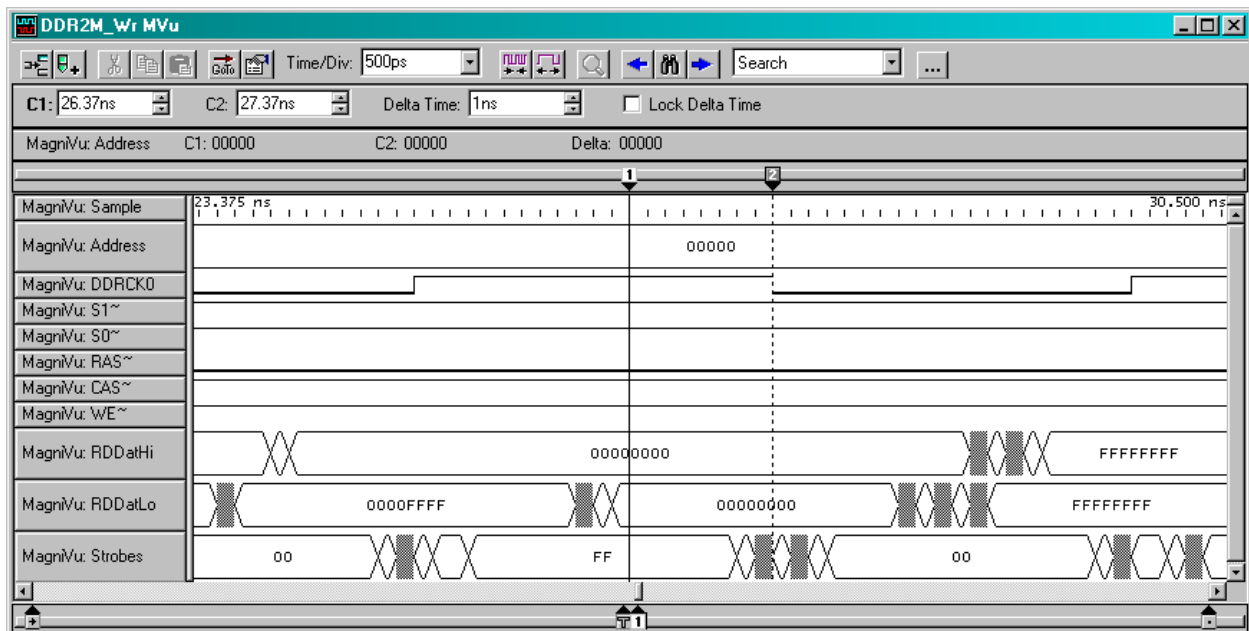 DDR2M_Wr MVu
Goto Time/Div: 500ps Search ...
C1: 26.37ns C2: 27.37ns Delta Time: 1ns Lock Delta Time
MagniVu: Address C1: 00000 C2: 00000 Delta: 00000
1 2
MagniVu: Sample 23.375 ns 30.500 ns
MagniVu: Address 00000
MagniVu: DDRCK0
MagniVu: S1~
MagniVu: S0~
MagniVu: RAS~
MagniVu: CAS~
MagniVu: WE~
MagniVu: RDDatHi 00000000 FFFFFFFF
MagniVu: RDDatLo 0000FFFF 00000000 FFFFFFFF
MagniVu: Strobes 00 FF 00
T 1